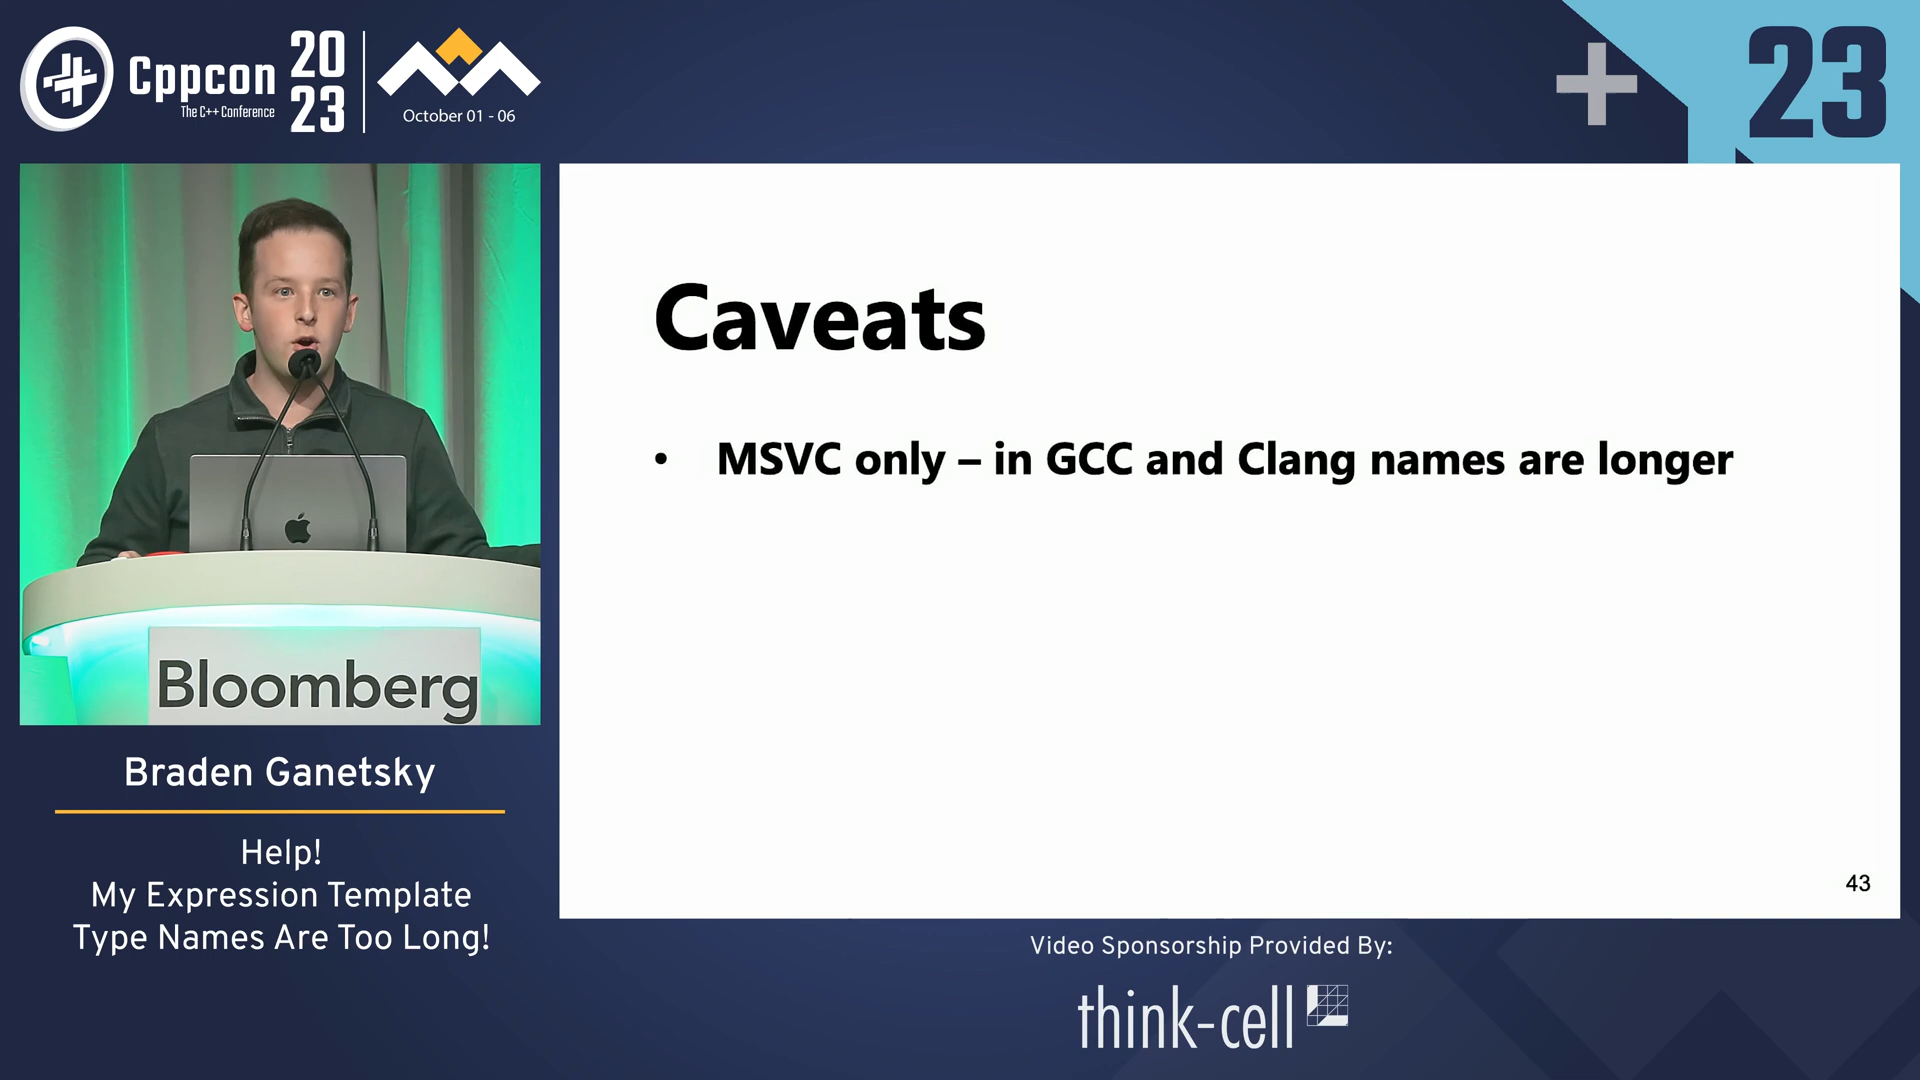 Cppcon
The C++ Conference
20
23
October 01 - 06
23
Caveats
• MSVC only – in GCC and Clang names are longer
43
Bloomberg
Braden Ganetsky
Help!
My Expression Template
Type Names Are Too Long!
Video Sponsorship Provided By:
think-cell